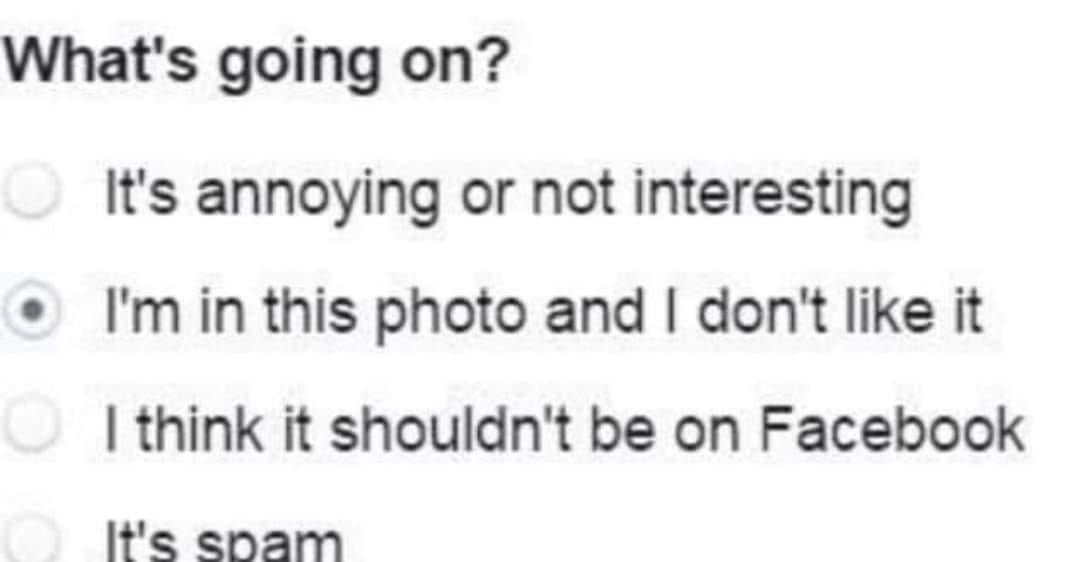 What's going on?
It's annoying or not interesting
I'm in this photo and I don't like it
I think it shouldn't be on Facebook
It's spam